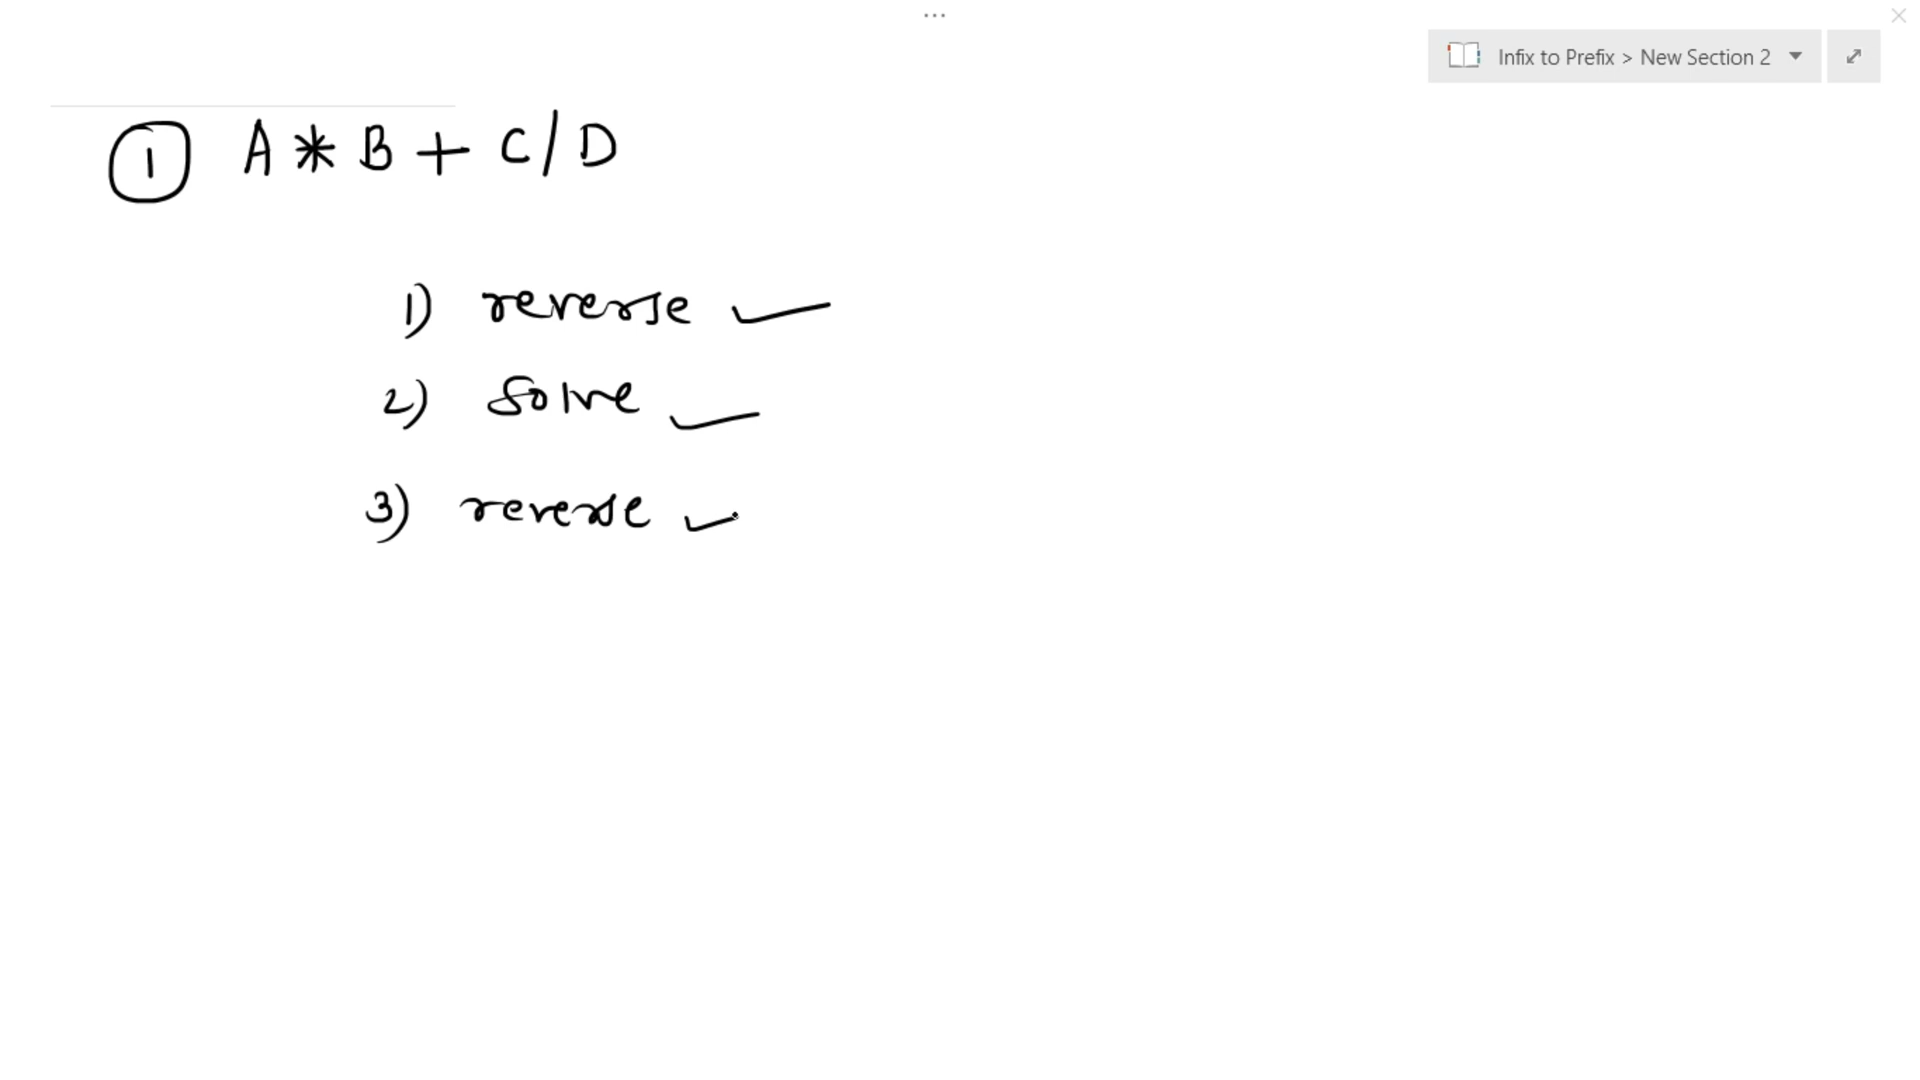 ...
Infix to Prefix > New Section 2
① A * B + C / D
1) reverse ✓
2) Solve ✓
3) reverse ✓